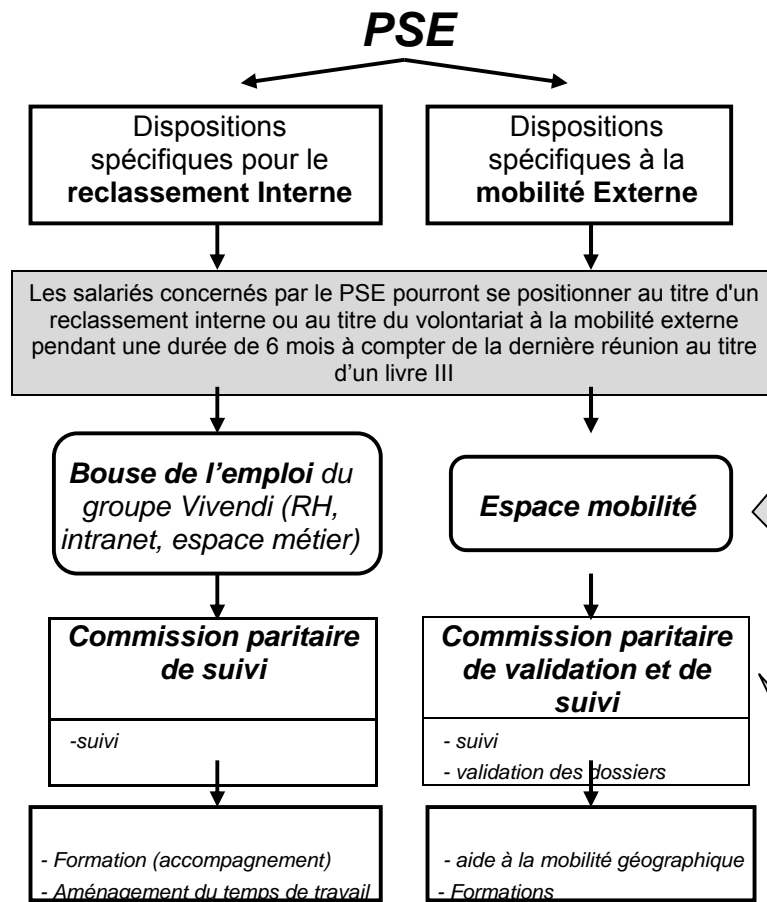 PSE
Dispositions
spécifiques pour le
reclassement Interne
Dispositions
spécifiques à la
mobilité Externe
Les salariés concernés par le PSE pourront se positionner au titre d'un
reclassement interne ou au titre du volontariat à la mobilité externe
pendant une durée de 6 mois à compter de la dernière réunion au titre
d’un livre III
Bouse de l’emploi du
groupe Vivendi (RH,
intranet, espace métier)
Espace mobilité
Commission paritaire
de suivi
-suivi
Commission paritaire
de validation et de
suivi
- suivi
- validation des dossiers
- Formation (accompagnement)
- Aménagement du temps de travail
- aide à la mobilité géographique
- Formations